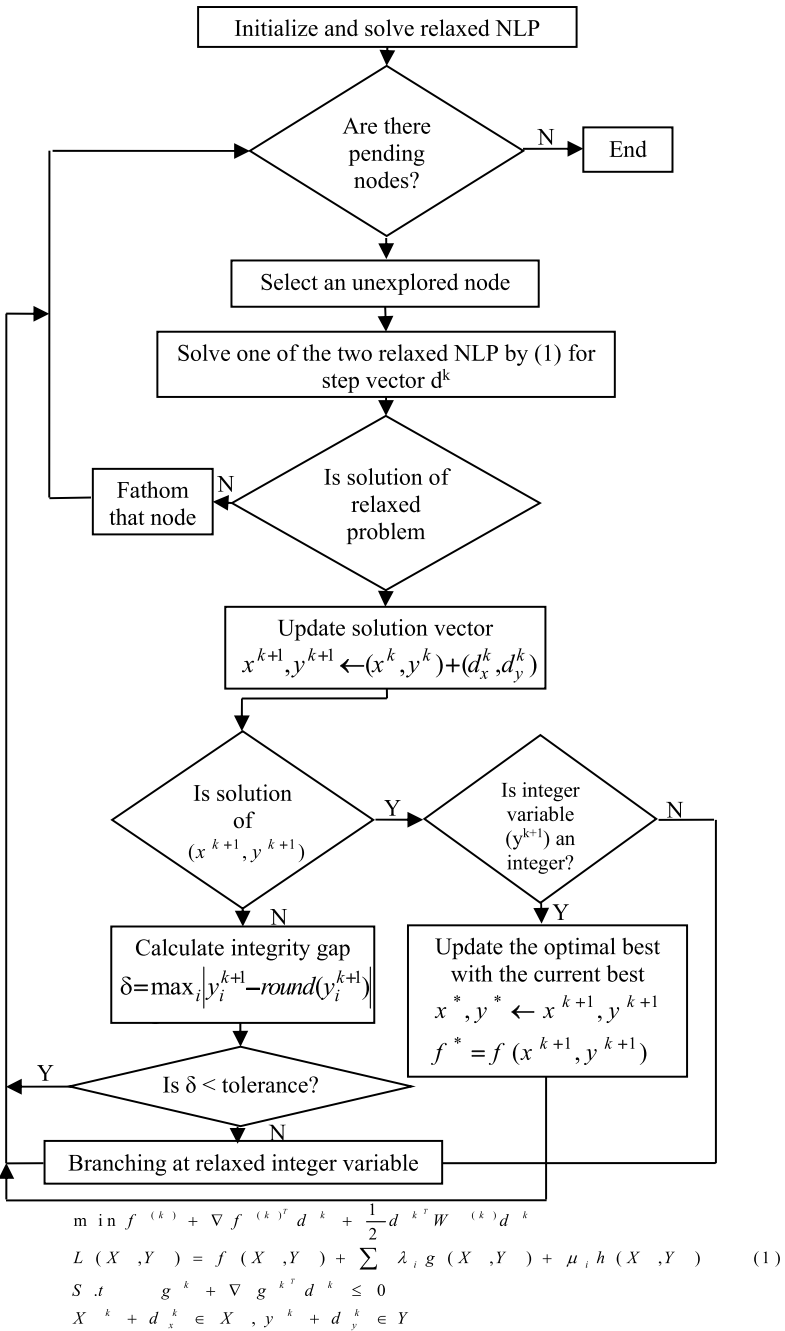 Initialize and solve relaxed NLP
Are there
pending
nodes?
N
End
Select an unexplored node
Solve one of the two relaxed NLP by (1) for
step vector dᵏ
Is solution of
relaxed
problem
N
Fathom
that node
Update solution vector
x^{k+1}, y^{k+1} ← (x^k, y^k) + (d_x^k, d_y^k)
Is solution
of
(x^{k+1}, y^{k+1})
Y
Is integer
variable
(y^{k+1}) an
integer?
N
N
Y
Calculate integrity gap
δ=max_i|y_i^{k+1}−round(y_i^{k+1})|
Update the optimal best
with the current best
x^*, y^* ← x^{k+1}, y^{k+1}
f^* = f(x^{k+1}, y^{k+1})
Is δ < tolerance?
Y
N
Branching at relaxed integer variable
min f^{(k)} + ∇f^{(k)^T} d^k + \frac{1}{2} d^{k^T} W^{(k)} d^k
L(X, Y) = f(X, Y) + ∑ λ_i g(X, Y) + μ_i h(X, Y) (1)
S.t g^k + ∇g^{k^T} d^k ≤ 0
X^k + d_x^k ∈ X, y^k + d_y^k ∈ Y